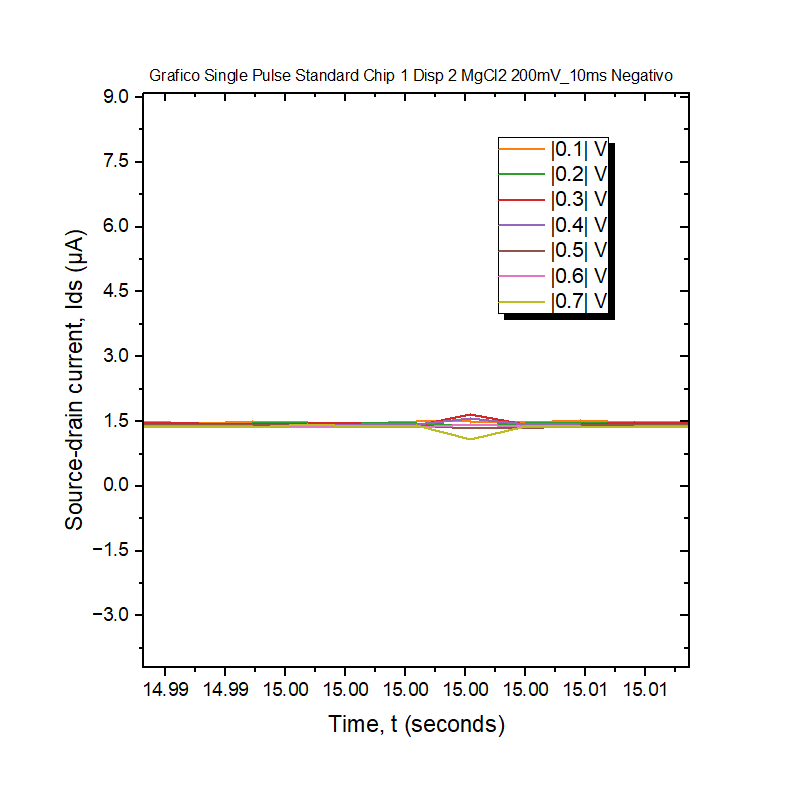 Grafico Single Pulse Standard Chip 1 Disp 2 MgCl2 200mV_10ms Negativo
9.0
7.5
6.0
4.5
3.0
1.5
0.0
−1.5
−3.0
Source-drain current, Ids (µA)
|0.1| V
|0.2| V
|0.3| V
|0.4| V
|0.5| V
|0.6| V
|0.7| V
14.99 14.99 15.00 15.00 15.00 15.00 15.00 15.01 15.01
Time, t (seconds)